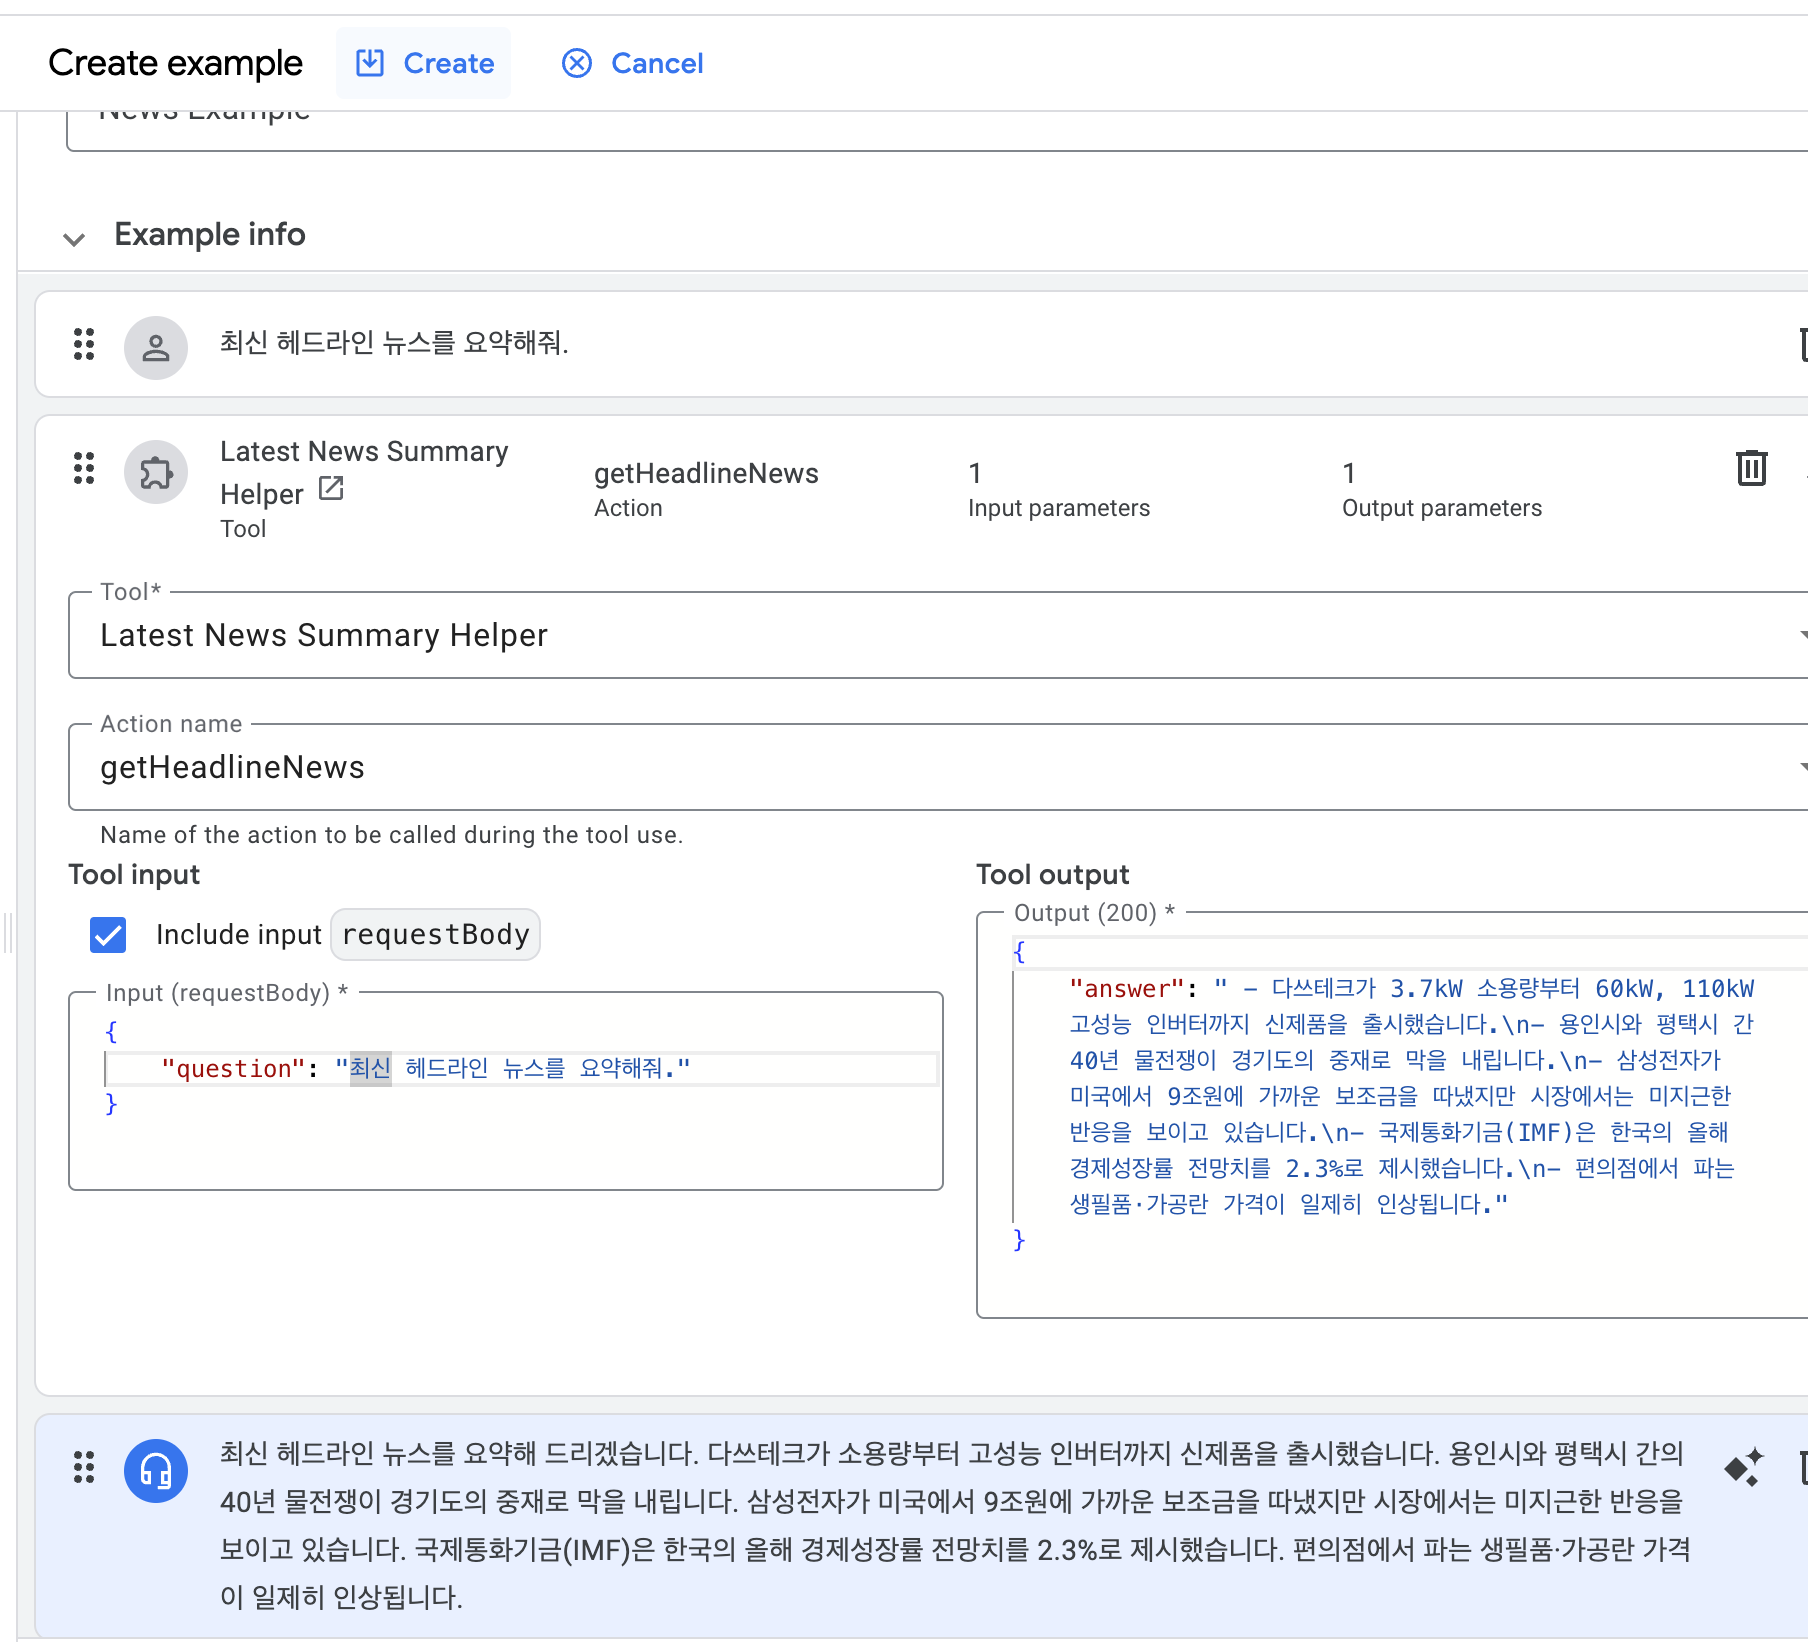 Create example
Create
Cancel
News Example
Example info
최신 헤드라인 뉴스를 요약해줘.
Latest News Summary
Helper
Tool
getHeadlineNews
Action
1
Input parameters
1
Output parameters
Tool*
Latest News Summary Helper
Action name
getHeadlineNews
Name of the action to be called during the tool use.
Tool input
Include input requestBody
Input (requestBody) *
{
"question": "최신 헤드라인 뉴스를 요약해줘."
}
Tool output
Output (200) *
{
"answer": " - 다쓰테크가 3.7kW 소용량부터 60kW, 110kW
고성능 인버터까지 신제품을 출시했습니다.\n- 용인시와 평택시 간
40년 물전쟁이 경기도의 중재로 막을 내립니다.\n- 삼성전자가
미국에서 9조원에 가까운 보조금을 따냈지만 시장에서는 미지근한
반응을 보이고 있습니다.\n- 국제통화기금(IMF)은 한국의 올해
경제성장률 전망치를 2.3%로 제시했습니다.\n- 편의점에서 파는
생필품·가공란 가격이 일제히 인상됩니다."
}
최신 헤드라인 뉴스를 요약해 드리겠습니다. 다쓰테크가 소용량부터 고성능 인버터까지 신제품을 출시했습니다. 용인시와 평택시 간의
40년 물전쟁이 경기도의 중재로 막을 내립니다. 삼성전자가 미국에서 9조원에 가까운 보조금을 따냈지만 시장에서는 미지근한 반응을
보이고 있습니다. 국제통화기금(IMF)은 한국의 올해 경제성장률 전망치를 2.3%로 제시했습니다. 편의점에서 파는 생필품·가공란 가격
이 일제히 인상됩니다.